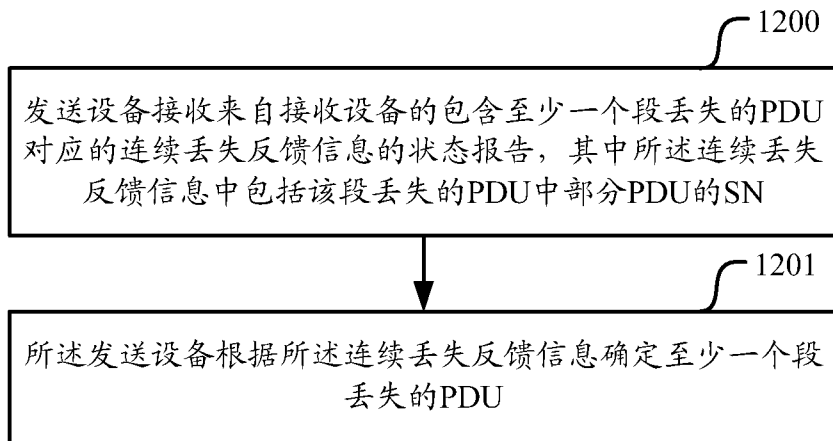 1200
发送设备接收来自接收设备的包含至少一个段丢失的PDU
对应的连续丢失反馈信息的状态报告，其中所述连续丢失
反馈信息中包括该段丢失的PDU中部分PDU的SN
1201
所述发送设备根据所述连续丢失反馈信息确定至少一个段
丢失的PDU